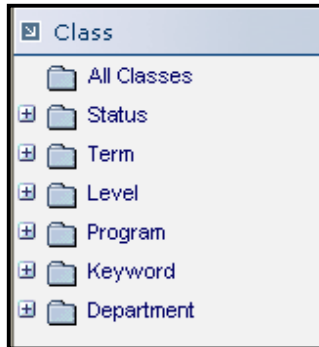 Class
All Classes
Status
Term
Level
Program
Keyword
Department